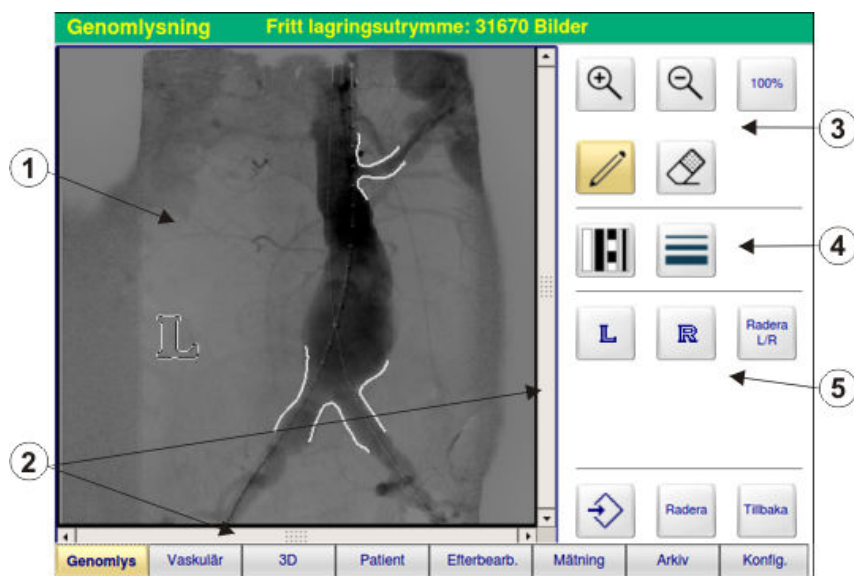 Genomlysning Fritt lagringsutrymme: 31670 Bilder
1
2
3
4
5
L
100%
L
R
Radera
L/R
Radera
Tillbaka
Genomlys Vaskulär 3D Patient Efterbearb. Mätning Arkiv Konfig.